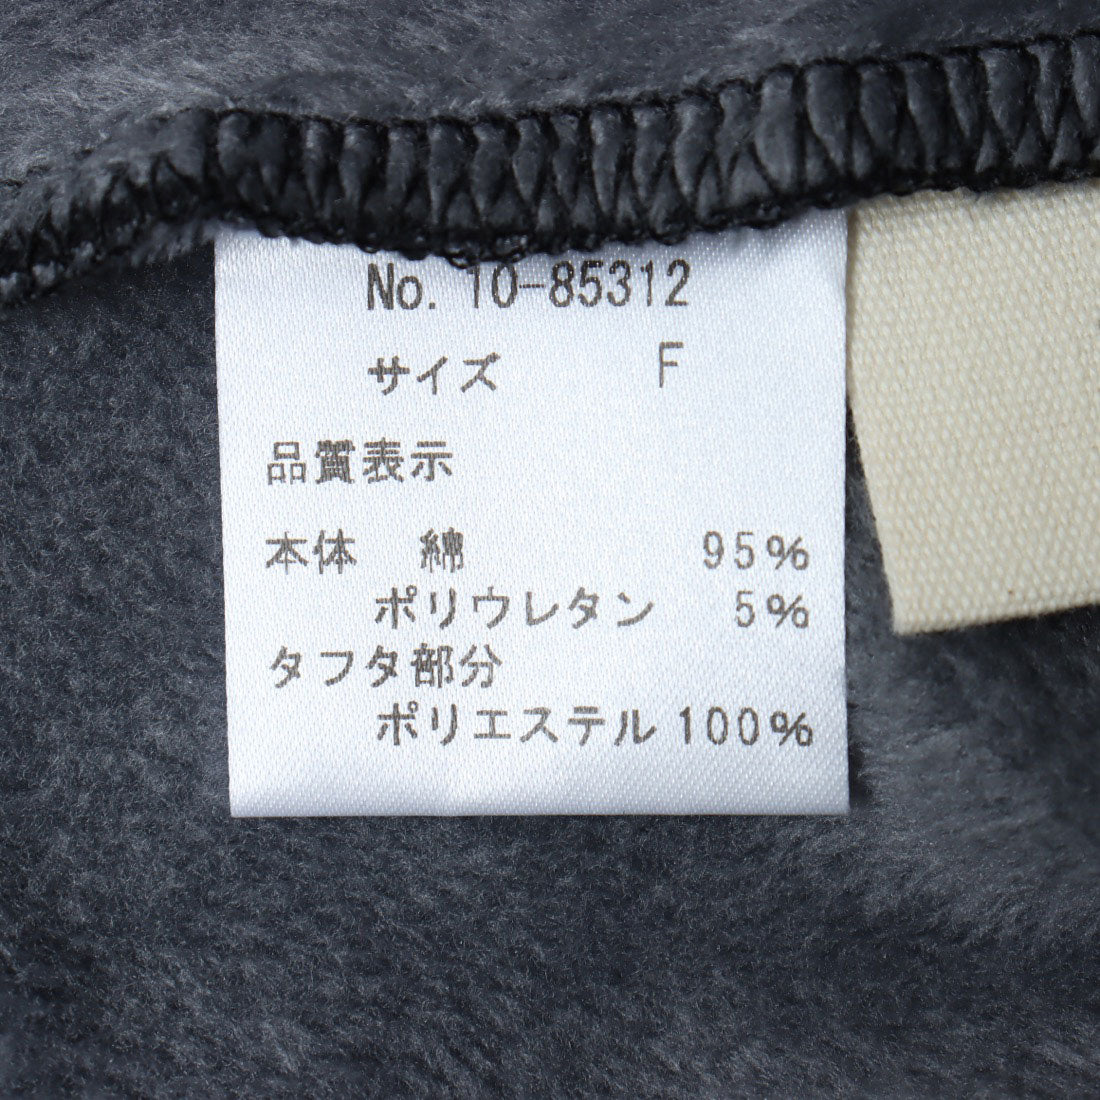 No. 10-85312
サイズ F
品質表示
本体 綿 95%
ポリウレタン 5%
タフタ部分
ポリエステル 100%